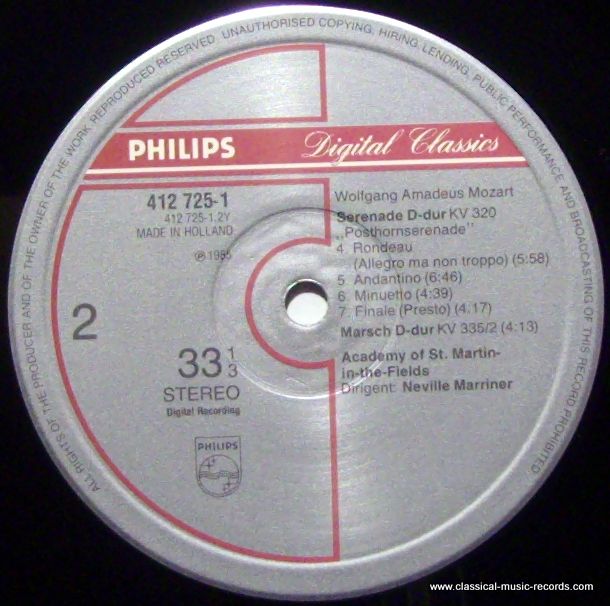 ALL RIGHTS OF THE PRODUCER AND OF THE OWNER OF THE WORK REPRODUCED RESERVED. UNAUTHORISED COPYING, HIRING, LENDING, PUBLIC PERFORMANCE AND BROADCASTING OF THIS RECORD PROHIBITED
PHILIPS Digital Classics
412 725-1
412 725-1.2Y
MADE IN HOLLAND
℗ 1985
2
33 1/3
STEREO
Digital Recording
PHILIPS
Wolfgang Amadeus Mozart
Serenade D-dur KV 320
„Posthornserenade"
4. Rondeau
(Allegro ma non troppo) (5:58)
5. Andantino (6:46)
6. Minuetto (4:39)
7. Finale (Presto) (4.17)
Marsch D-dur KV 335/2 (4:13)
Academy of St. Martin-
in-the-Fields
Dirigent: Neville Marriner
www.classical-music-records.com